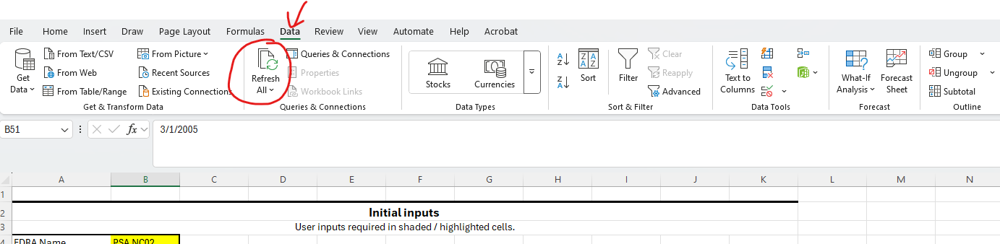 File Home Insert Draw Page Layout Formulas Data Review View Automate Help Acrobat
Get Data
From Text/CSV
From Web
From Table/Range
From Picture
Recent Sources
Existing Connections
Get & Transform Data
Refresh All
Queries & Connections
Properties
Workbook Links
Queries & Connections
Stocks
Currencies
Data Types
Z A
A Z
Sort
Filter
Clear
Reapply
Advanced
Sort & Filter
Text to Columns
Data Tools
What-If Analysis
Forecast Sheet
Forecast
Group
Ungroup
Subtotal
Outline
B51 fx 3/1/2005
A B C D E F G H I J K L M N
1
2 Initial inputs
3 User inputs required in shaded / highlighted cells.
4 EDRA Name PSA NC02